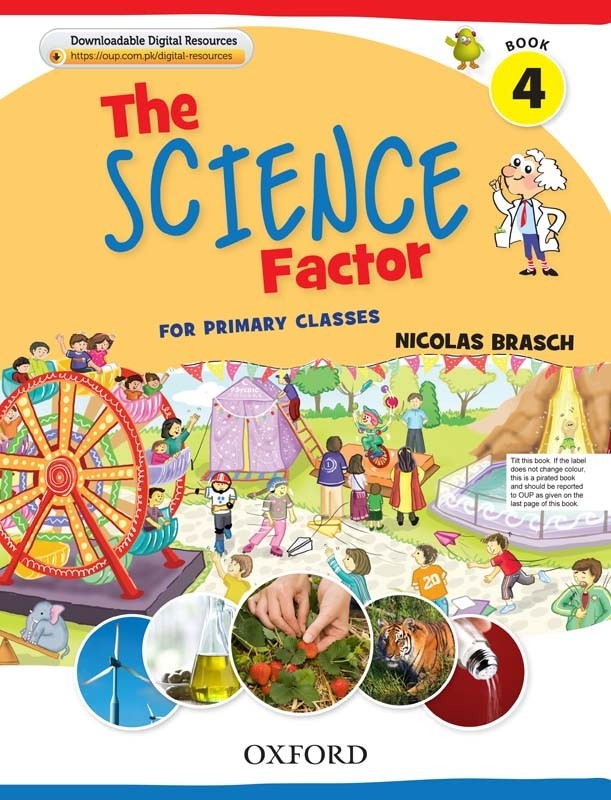 Downloadable Digital Resources
https://oup.com.pk/digital-resources
BOOK
4
The
SCIENCE
Factor
FOR PRIMARY CLASSES
NICOLAS BRASCH
PSYCHIC
Tilt this book. If the label
does not change colour,
this is a pirated book
and should be reported
to OUP as given on the
last page of this book.
1
20
OXFORD